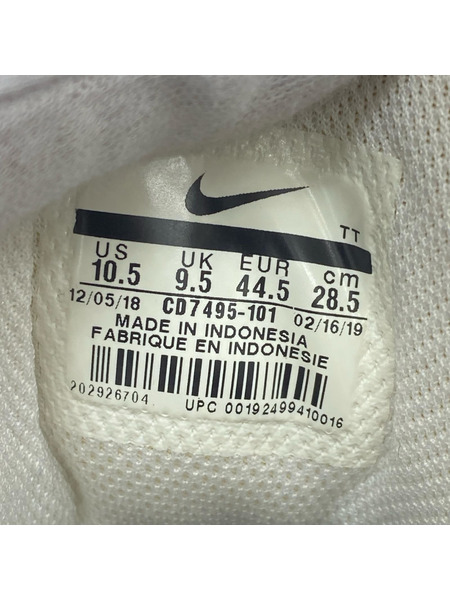 TT
US UK EUR cm
10.5 9.5 44.5 28.5
12/05/18 CD7495-101 02/16/19
MADE IN INDONESIA
FABRIQUE EN INDONESIE
202926704 UPC 00192499410016